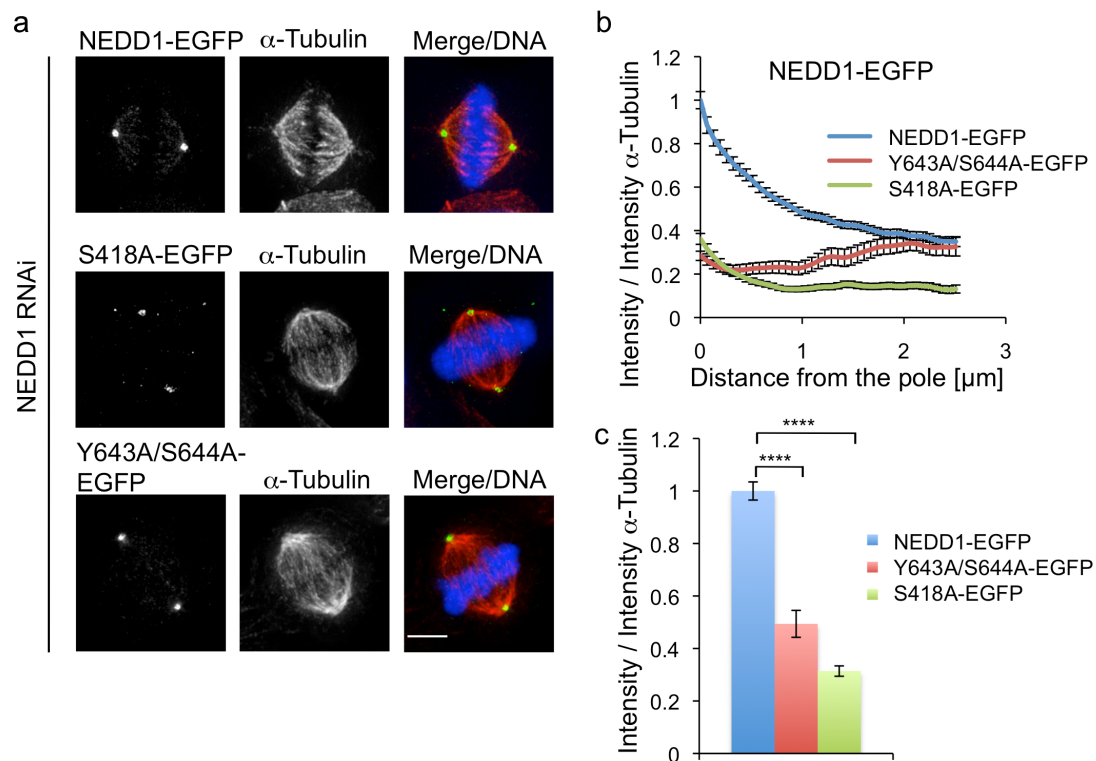 a
NEDD1-EGFP α-Tubulin Merge/DNA
S418A-EGFP α-Tubulin Merge/DNA
Y643A/S644A-
EGFP α-Tubulin Merge/DNA
NEDD1 RNAi
b
NEDD1-EGFP
Intensity / Intensity α-Tubulin
1.2
1
0.8
0.6
0.4
0.2
0
NEDD1-EGFP
Y643A/S644A-EGFP
S418A-EGFP
0 1 2 3
Distance from the pole [µm]
c
Intensity / Intensity α-Tubulin
1.2
1
0.8
0.6
0.4
0.2
0
****
****
NEDD1-EGFP
Y643A/S644A-EGFP
S418A-EGFP